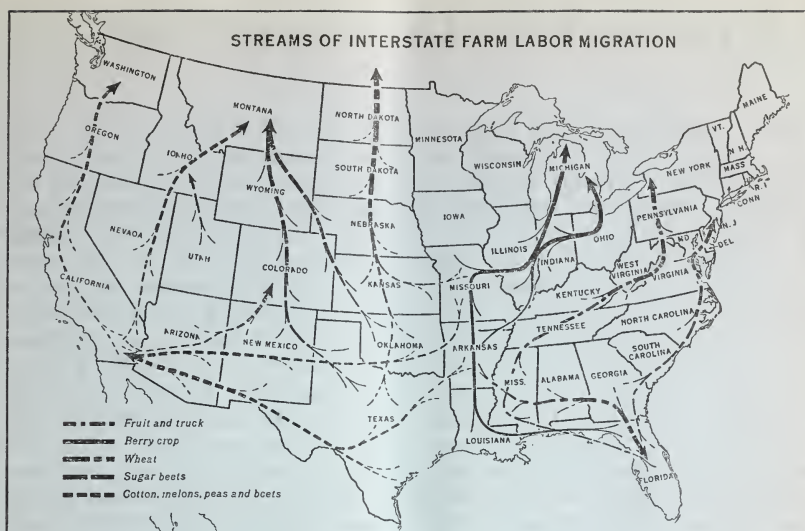 STREAMS OF INTERSTATE FARM LABOR MIGRATION
WASHINGTON
MONTANA
NORTH DAKOTA
MINNESOTA
MAINE
OREGON
IDAHO
SOUTH DAKOTA
WISCONSIN
MICHIGAN
VT.
N.H.
NEW YORK
MASS
R.I
CONN
WYOMING
NEVADA
UTAH
NEBRASKA
IOWA
ILLINOIS
INDIANA
OHIO
PENNSYLVANIA
N.J
MD
DEL
CALIFORNIA
COLORADO
KANSAS
MISSOURI
WEST
VIRGINIA
VIRGINIA
KENTUCKY
ARIZONA
NEW MEXICO
OKLAHOMA
ARKANSAS
TENNESSEE
NORTH CAROLINA
SOUTH
CAROLINA
MISS.
ALABAMA
GEORGIA
TEXAS
LOUISIANA
FLORIDA
Fruit and truck
Berry crop
Wheat
Sugar beets
Cotton, melons, peas and beets